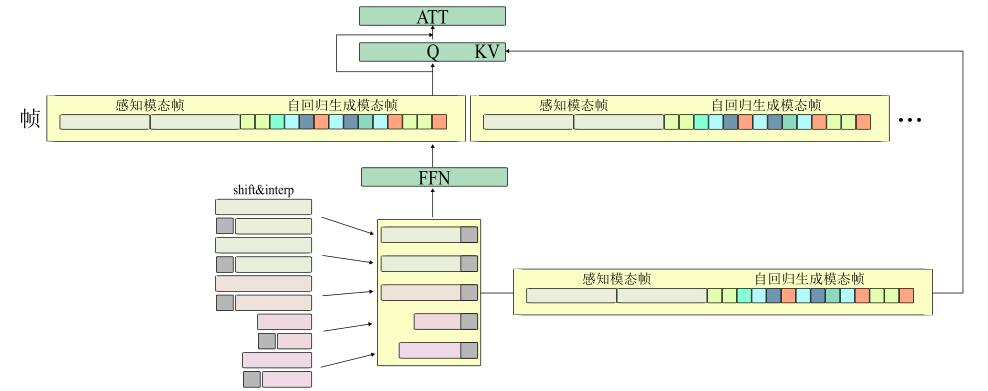 ATT
Q KV
感知模态帧 自回归生成模态帧 感知模态帧 自回归生成模态帧
帧 ...
FFN
shift&interp
感知模态帧 自回归生成模态帧